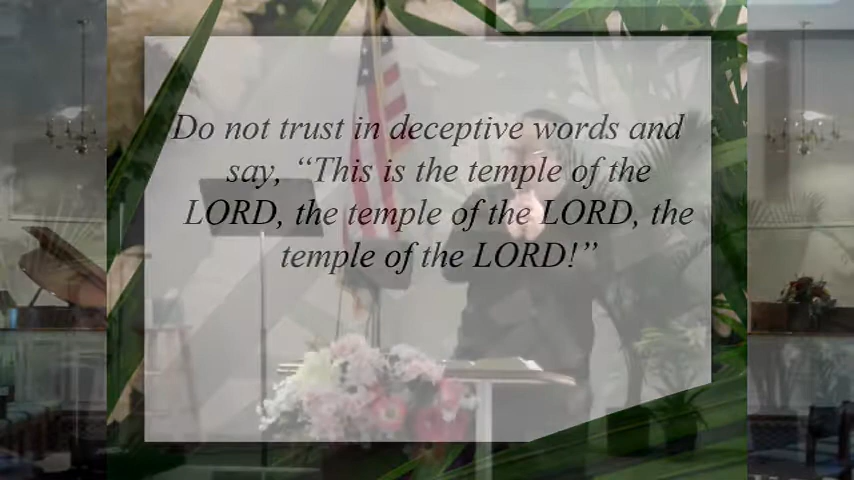 Do not trust in deceptive words and
say, “This is the temple of the
LORD, the temple of the LORD, the
temple of the LORD!”